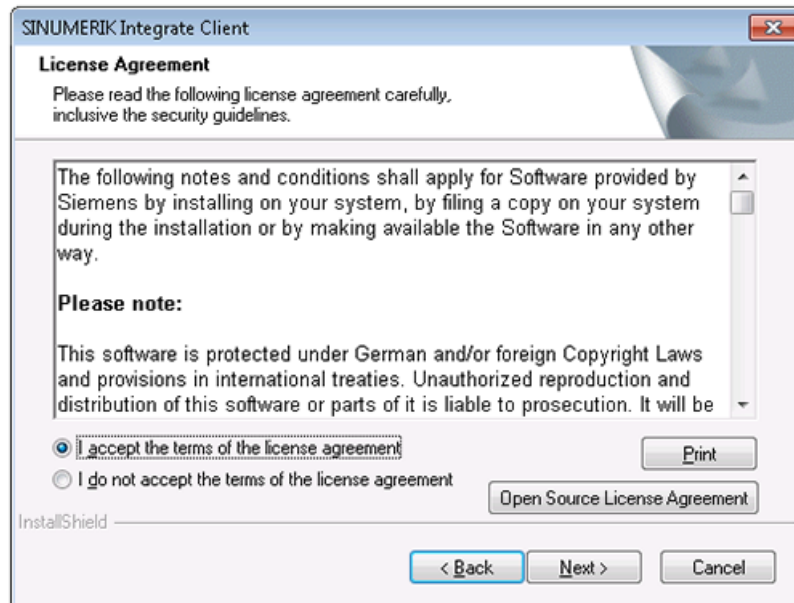 SINUMERIK Integrate Client
License Agreement
Please read the following license agreement carefully,
inclusive the security guidelines.
The following notes and conditions shall apply for Software provided by
Siemens by installing on your system, by filing a copy on your system
during the installation or by making available the Software in any other
way.
Please note:
This software is protected under German and/or foreign Copyright Laws
and provisions in international treaties. Unauthorized reproduction and
distribution of this software or parts of it is liable to prosecution. It will be
I accept the terms of the license agreement
Print
I do not accept the terms of the license agreement
Open Source License Agreement
InstallShield
< Back
Next >
Cancel